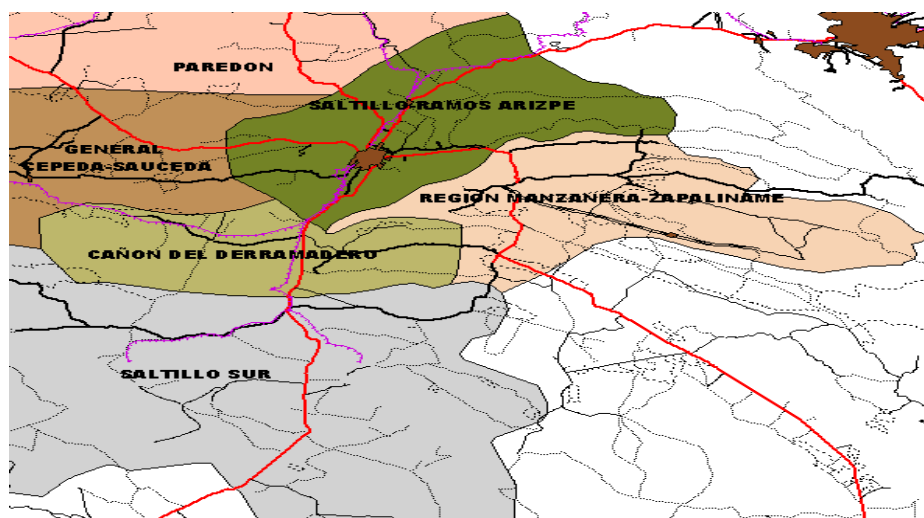 PAREDON
SALTILLO-RAMOS ARIZPE
GENERAL
CEPEDA-SAUCEDA
REGION MANZANERA-ZAPALINAME
CAÑON DEL DERRAMADERO
SALTILLO SUR